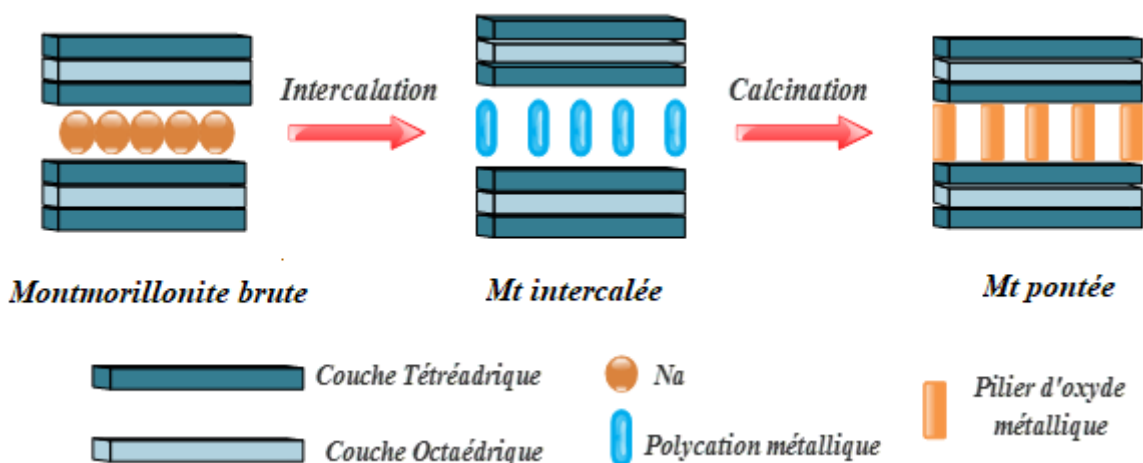 Intercalation
Calcination
Montmorillonite brute
Mt intercalée
Mt pontée
Couche Tétréadrique
Na
Pilier d'oxyde
métallique
Couche Octaédrique
Polycation métallique